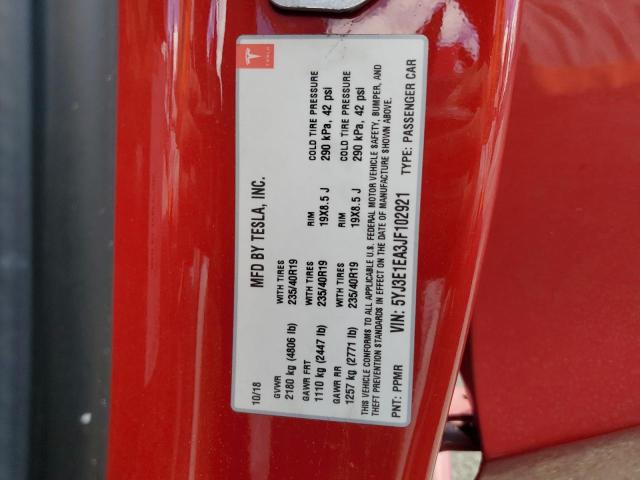 TESLA
10/18 MFD BY TESLA, INC.
GVWR WITH TIRES RIM COLD TIRE PRESSURE
2180 kg (4806 lb) 235/40R19 19X8.5 J 290 kPa, 42 psi
GAWR FRT WITH TIRES RIM COLD TIRE PRESSURE
1110 kg (2447 lb) 235/40R19 19X8.5 J 290 kPa, 42 psi
GAWR RR
1257 kg (2771 lb) 235/40R19
THIS VEHICLE CONFORMS TO ALL APPLICABLE U.S. FEDERAL MOTOR VEHICLE SAFETY, BUMPER, AND
THEFT PREVENTION STANDARDS IN EFFECT ON THE DATE OF MANUFACTURE SHOWN ABOVE.
PNT: PPMR VIN: 5YJ3E1EA3JF102921 TYPE: PASSENGER CAR